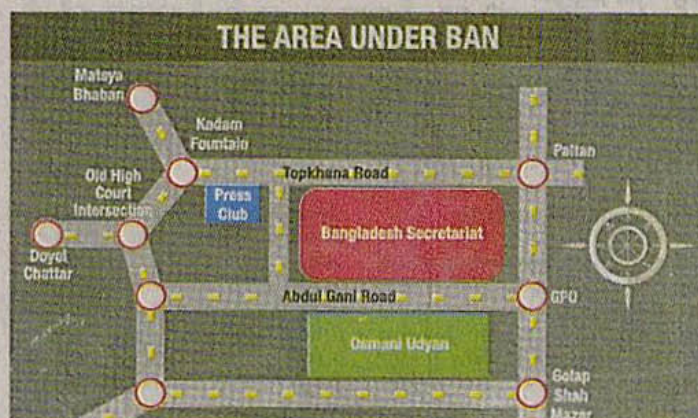 THE AREA UNDER BAN
Matsya
Bhaban
Kadam
Fountain
Old High
Court
Intersection
Topkhana Road
Paltan
Press
Club
Bangladesh Secretariat
Doyel
Chattar
Abdul Gani Road
GPO
Osmani Udyan
Golap
Shah
Mazar